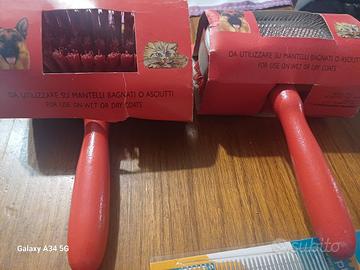 DA UTILIZZARE SU MANTELLI BAGNATI O ASCIUTTI
FOR USE ON WET OR DRY COATS
DA UTILIZZARE SU MANTELLI BAGNATI O ASCIUTTI
FOR USE ON WET OR DRY COATS
Galaxy A34 5G
subito